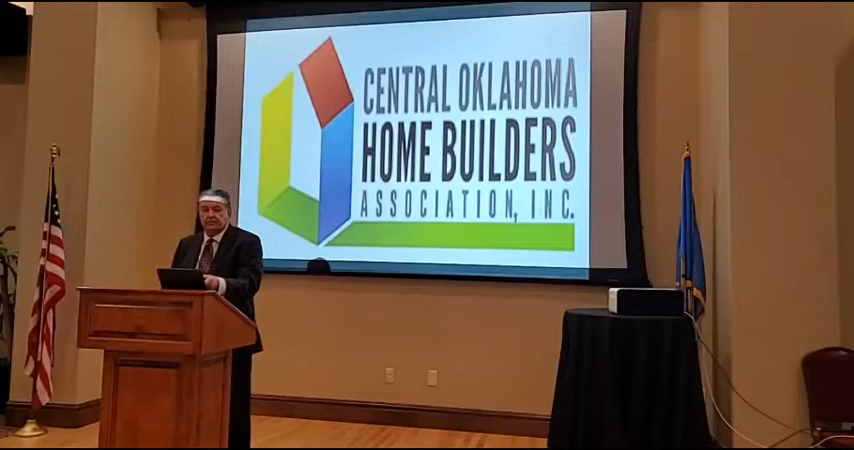 CENTRAL OKLAHOMA
HOME BUILDERS
ASSOCIATION, INC.